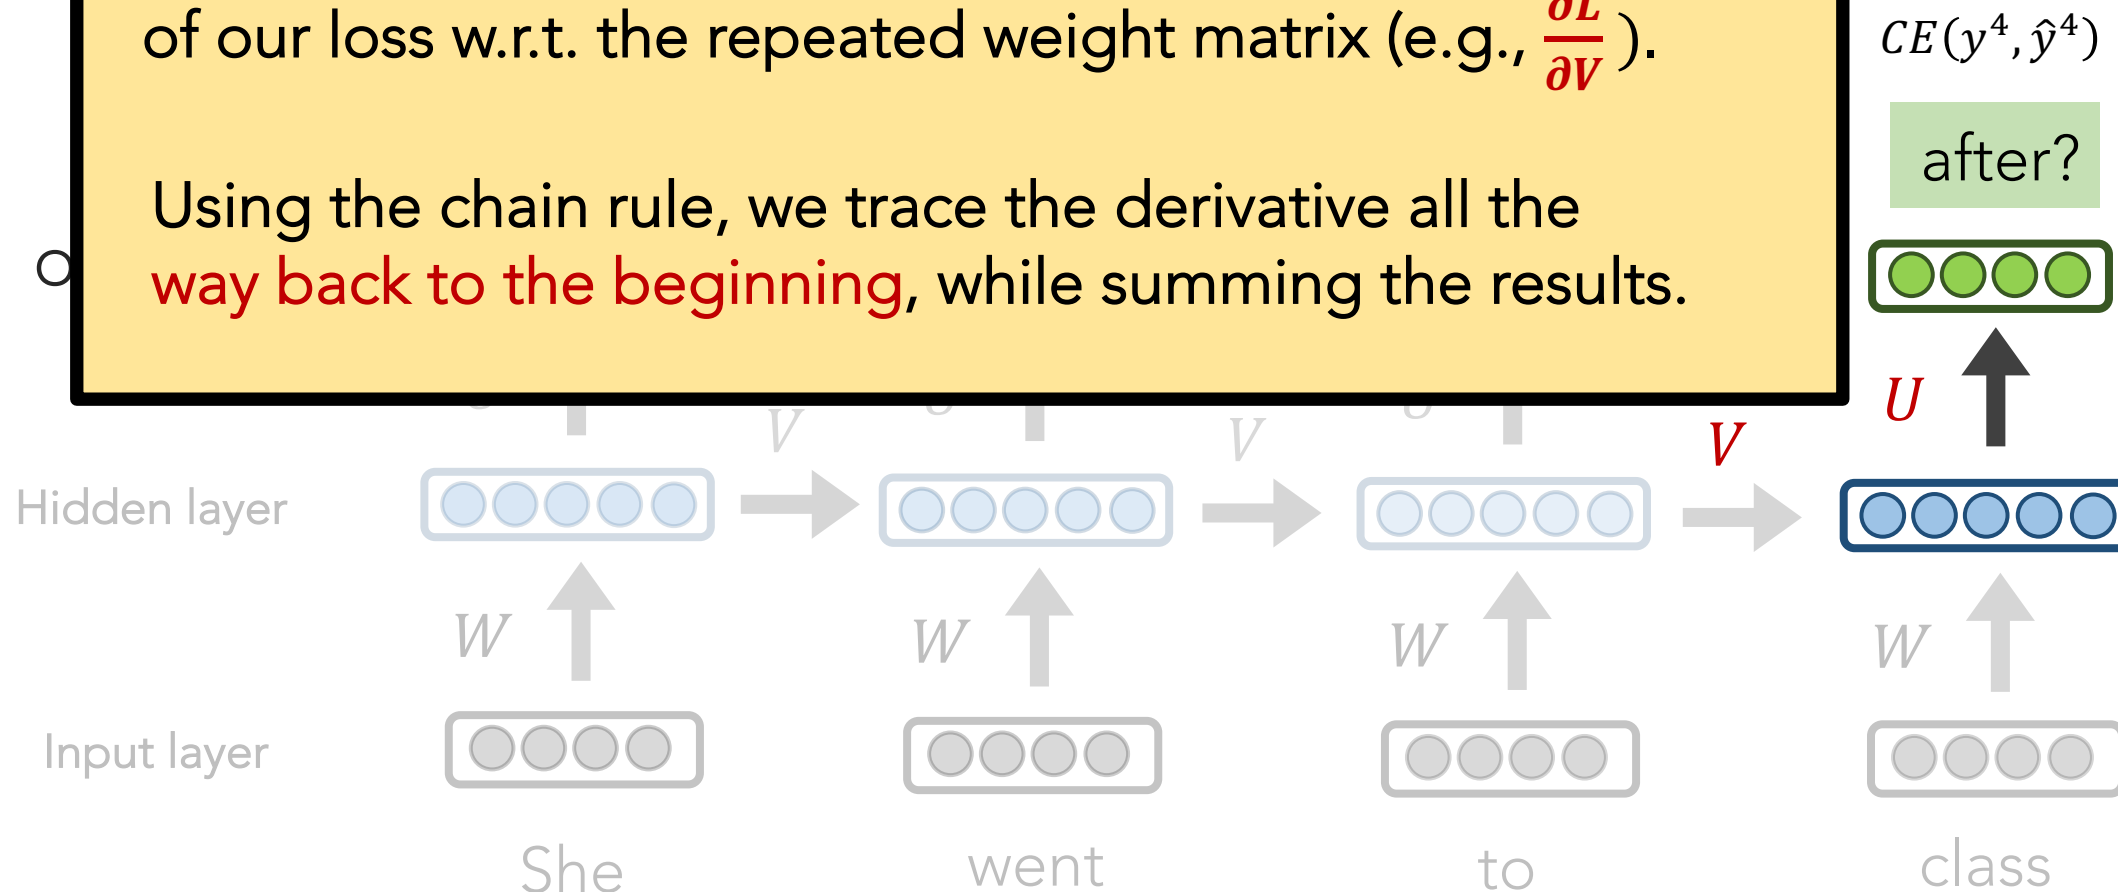 of our loss w.r.t. the repeated weight matrix (e.g., ∂L/∂V ).
CE(y⁴, ŷ⁴)
after?
Using the chain rule, we trace the derivative all the
way back to the beginning, while summing the results.
U
V V V
Hidden layer
W W W W
Input layer
She went to class